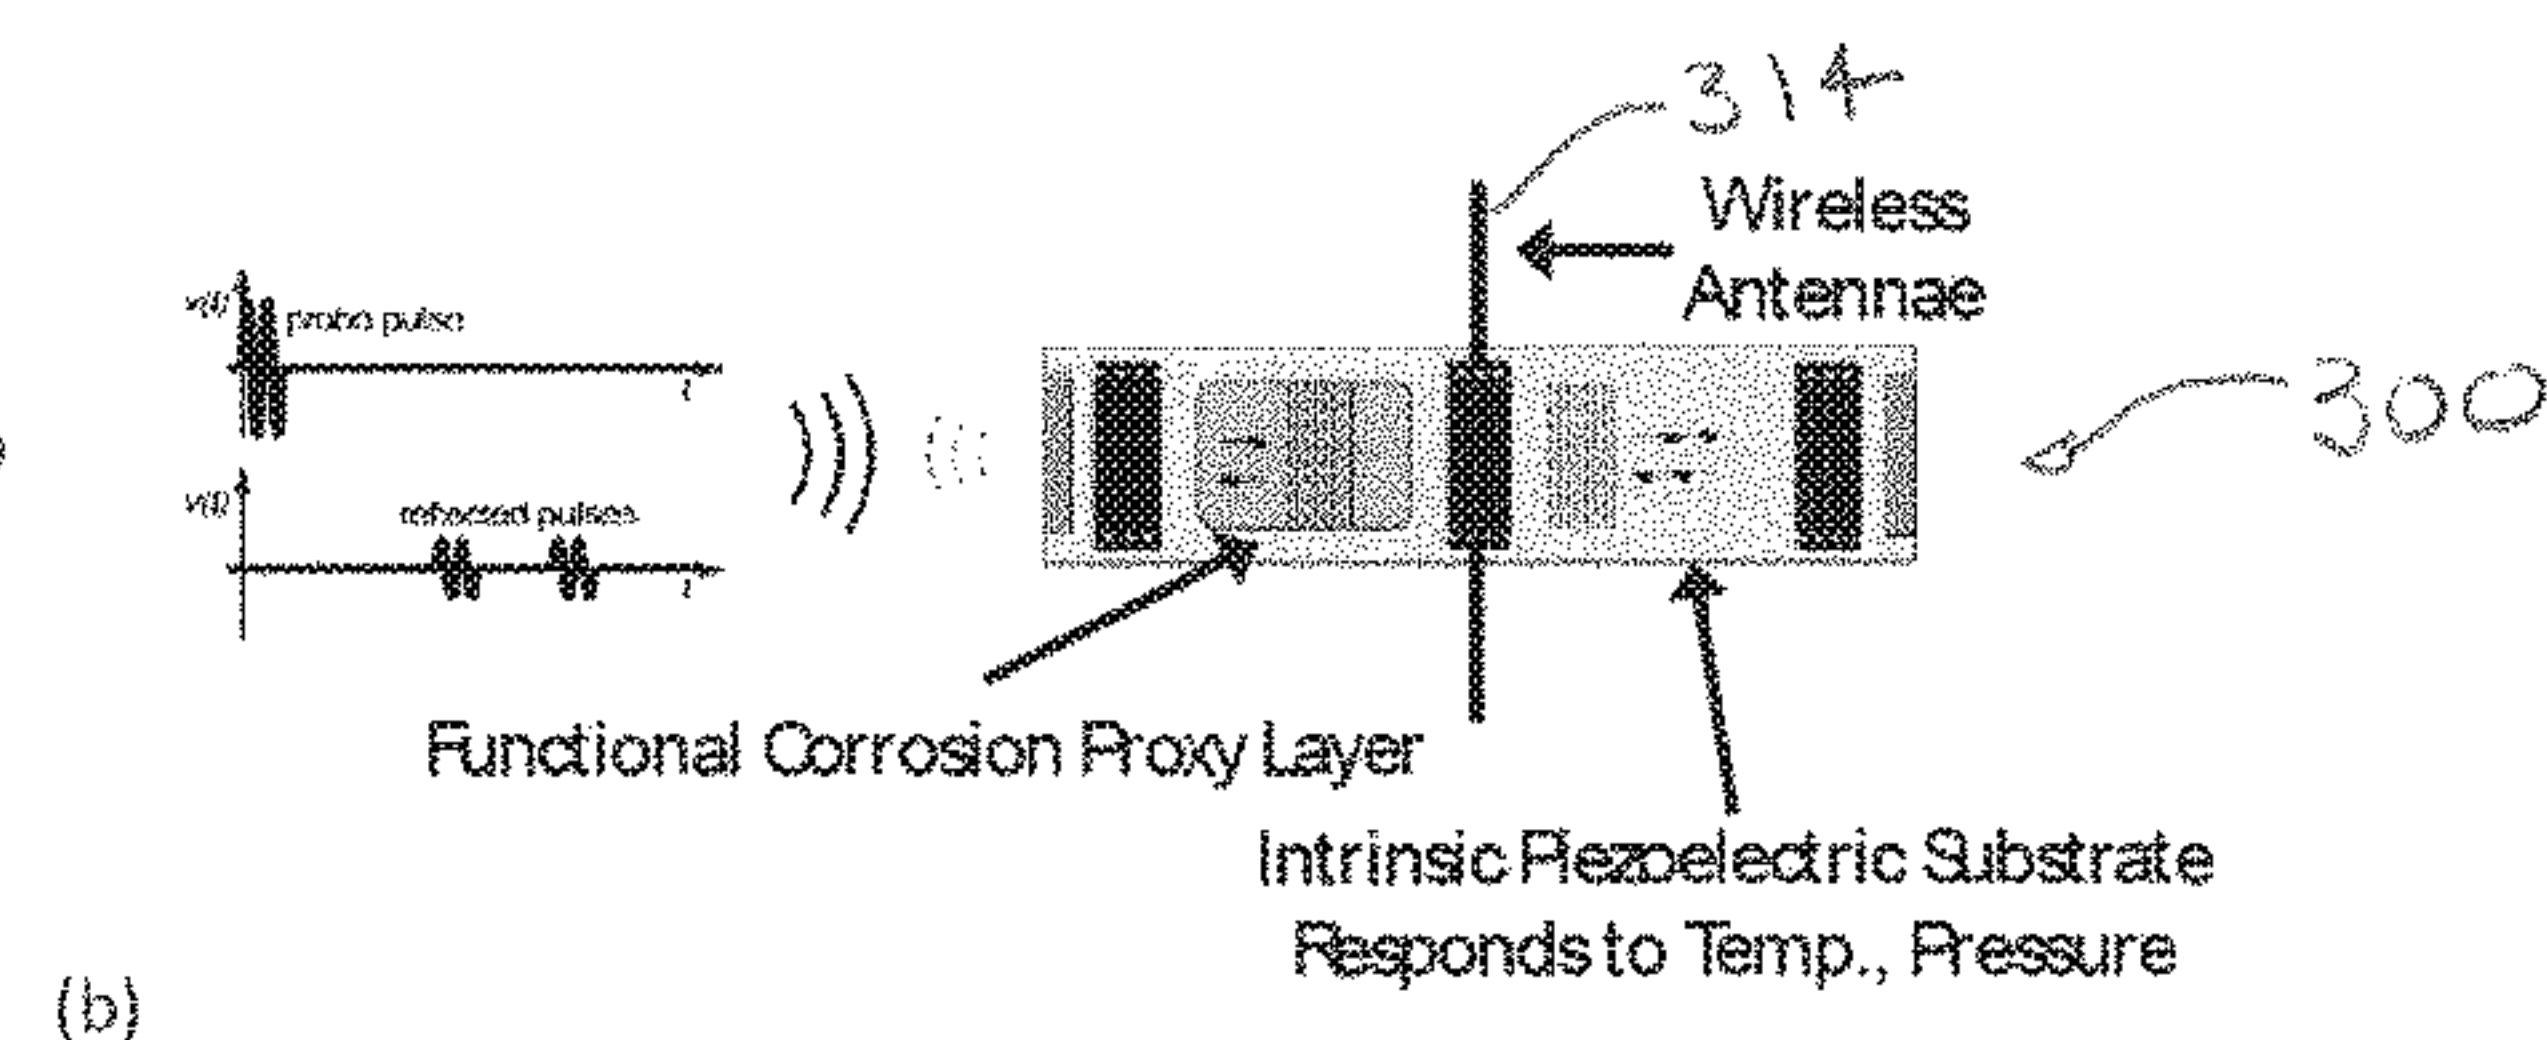 314
Wireless
Antennae
300
v(t)
probe pulse
t
v(t)
reflected pulses
t
Functional Corrosion Proxy Layer
Intrinsic Piezoelectric Substrate
Responds to Temp., Pressure
(b)